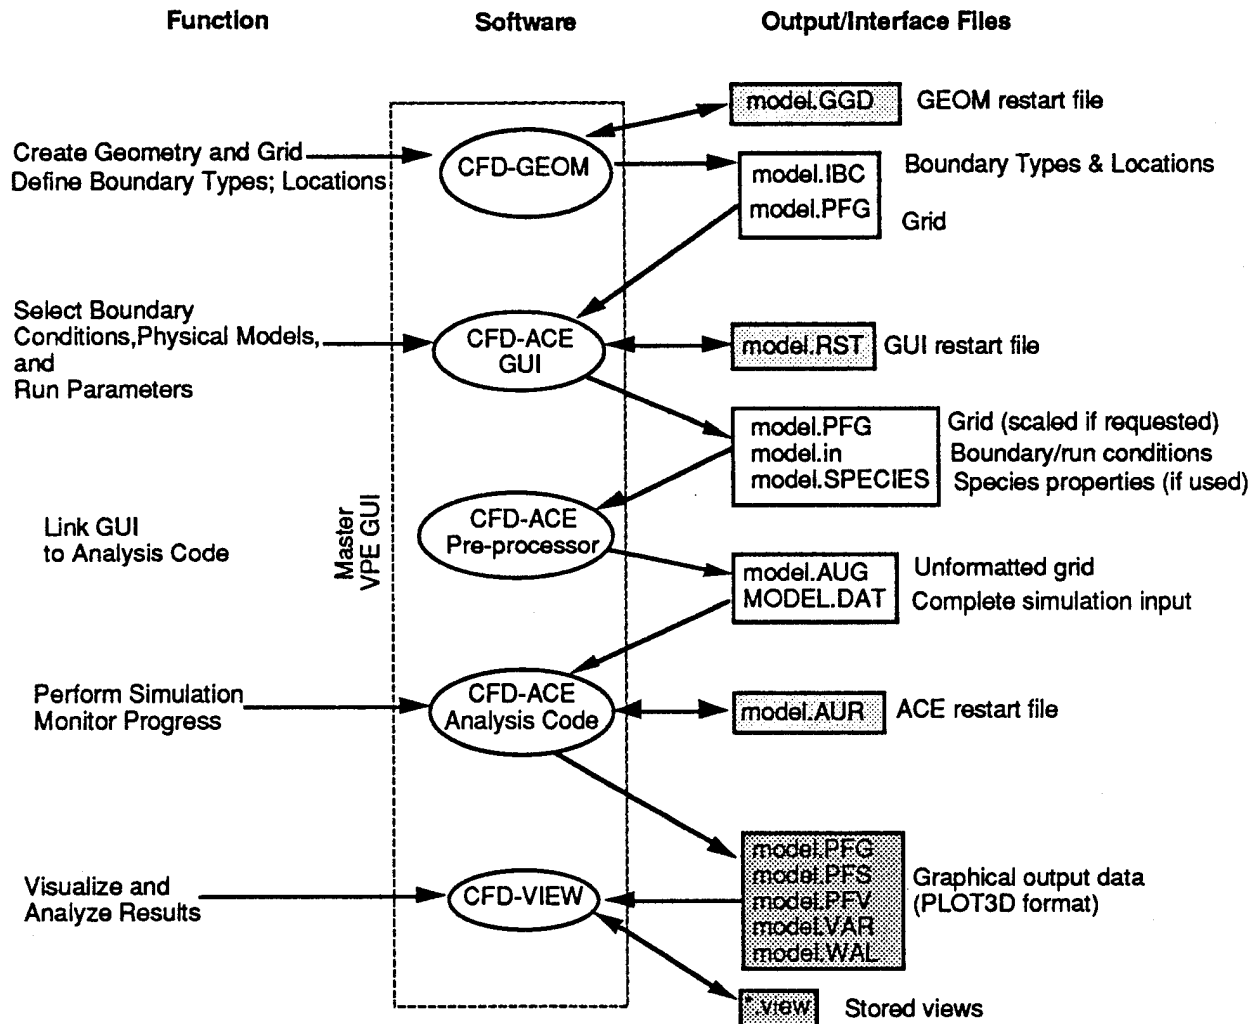 Function Software Output/Interface Files
model.GGD GEOM restart file
Create Geometry and Grid
Define Boundary Types; Locations
CFD-GEOM
model.IBC Boundary Types & Locations
model.PFG Grid
Select Boundary
Conditions,Physical Models,
and
Run Parameters
CFD-ACE
GUI
model.RST GUI restart file
model.PFG Grid (scaled if requested)
model.in Boundary/run conditions
model.SPECIES Species properties (if used)
Link GUI
to Analysis Code
Master
VPE GUI
CFD-ACE
Pre-processor
model.AUG Unformatted grid
MODEL.DAT Complete simulation input
Perform Simulation
Monitor Progress
CFD-ACE
Analysis Code
model.AUR ACE restart file
Visualize and
Analyze Results
CFD-VIEW
model.PFG
model.PFS
model.PFV
model.VAR
model.WAL
Graphical output data
(PLOT3D format)
*.view Stored views